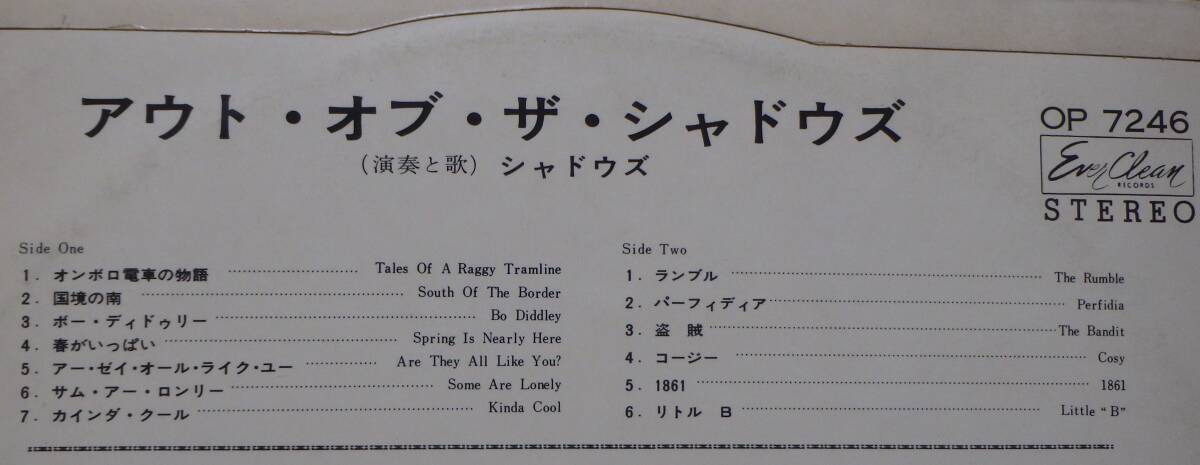 アウト・オブ・ザ・シャドウズ
(演奏と歌) シャドウズ
OP 7246
Ever Clean
RECORDS
STEREO
Side One
1. オンボロ電車の物語 Tales Of A Raggy Tramline
2. 国境の南 South Of The Border
3. ボー・ディドゥリー Bo Diddley
4. 春がいっぱい Spring Is Nearly Here
5. アー・ゼイ・オール・ライク・ユー Are They All Like You?
6. サム・アー・ロンリー Some Are Lonely
7. カインダ・クール Kinda Cool
Side Two
1. ランブル The Rumble
2. パーフィディア Perfidia
3. 盗 賊 The Bandit
4. コージー Cosy
5. 1861 1861
6. リトル B Little "B"